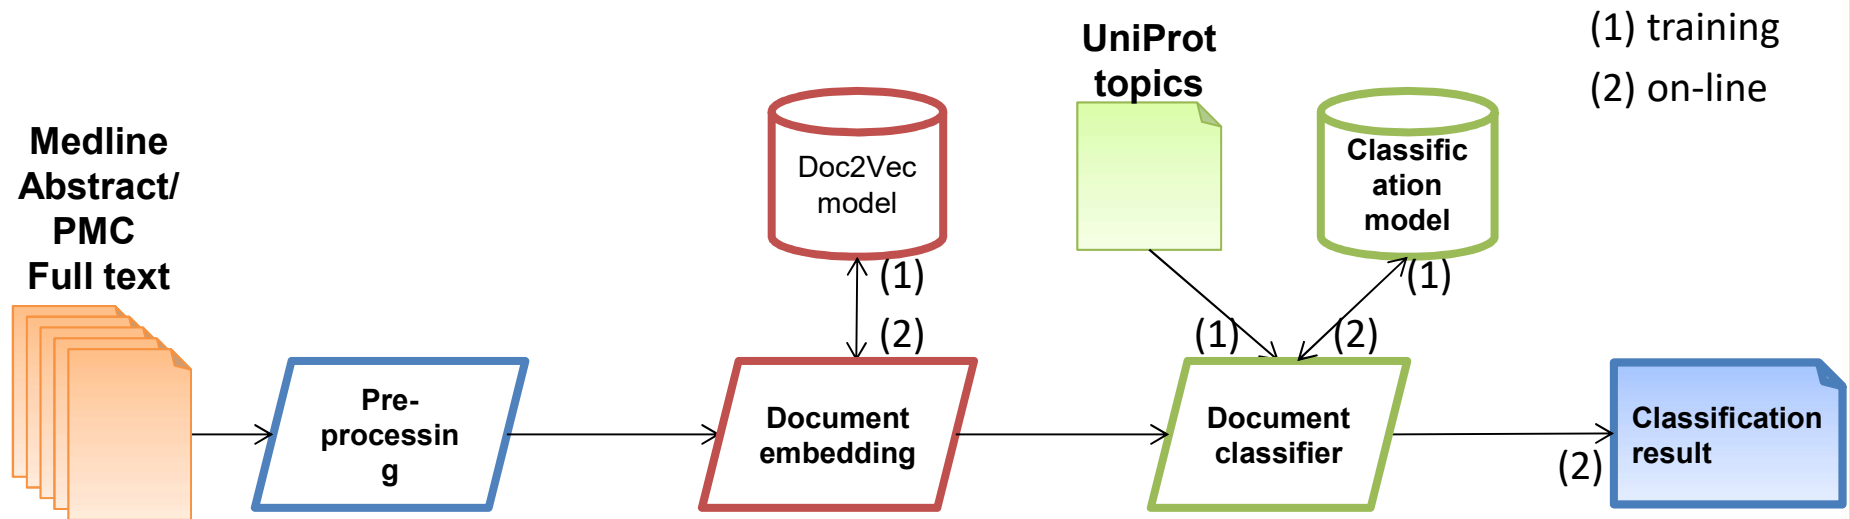 (1) training
(2) on-line
UniProt
topics
Medline
Abstract/
PMC
Full text
Doc2Vec
model
Classific
ation
model
(1)
(2)
(1)
(1)
(2)
Pre-
processin
g
Document
embedding
Document
classifier
(2)
Classification
result